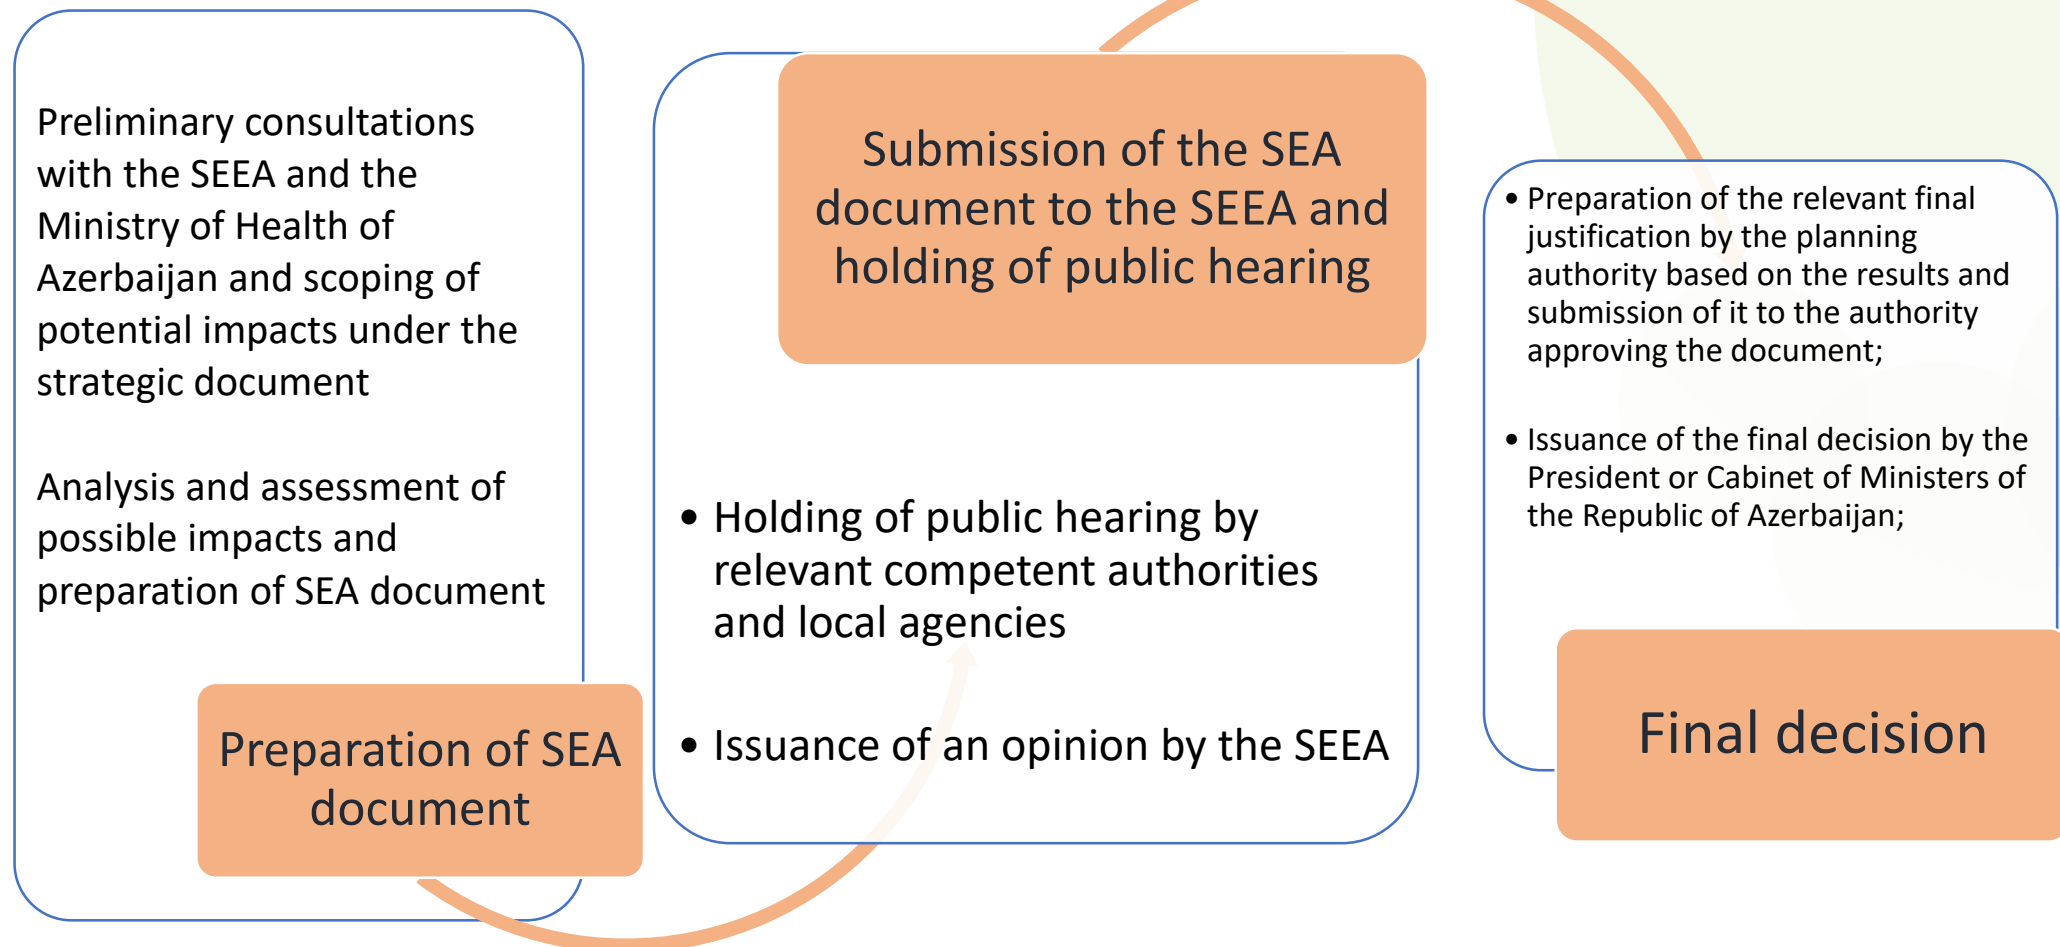 Preliminary consultations
with the SEEA and the
Ministry of Health of
Azerbaijan and scoping of
potential impacts under the
strategic document
Analysis and assessment of
possible impacts and
preparation of SEA document
Preparation of SEA
document
Submission of the SEA
document to the SEEA and
holding of public hearing
• Holding of public hearing by
relevant competent authorities
and local agencies
• Issuance of an opinion by the SEEA
• Preparation of the relevant final
justification by the planning
authority based on the results and
submission of it to the authority
approving the document;
• Issuance of the final decision by the
President or Cabinet of Ministers of
the Republic of Azerbaijan;
Final decision